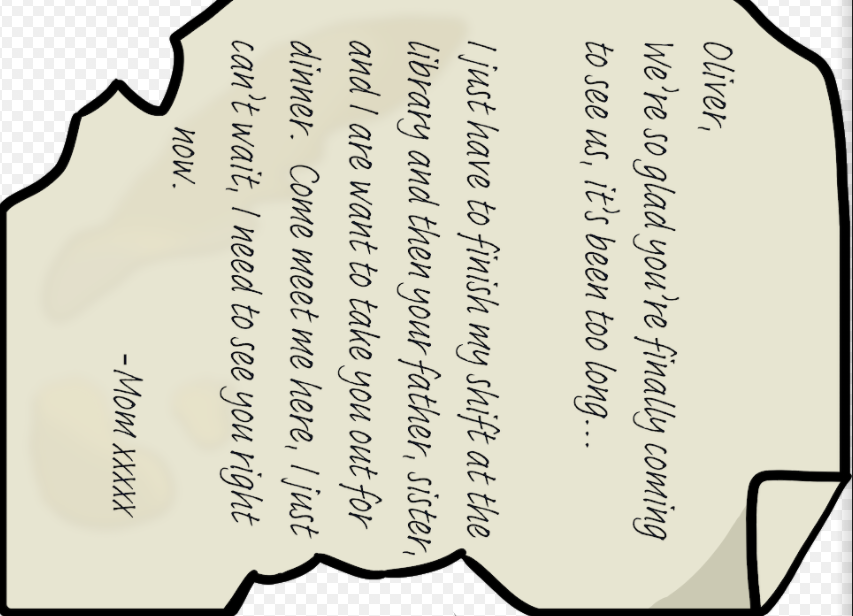 Oliver,
We're so glad you're finally coming
to see us, it's been too long...
I just have to finish my shift at the
library and then your father, sister,
and I are want to take you out for
dinner. Come meet me here, I just
can't wait, I need to see you right
now.
-Mom xxxxx